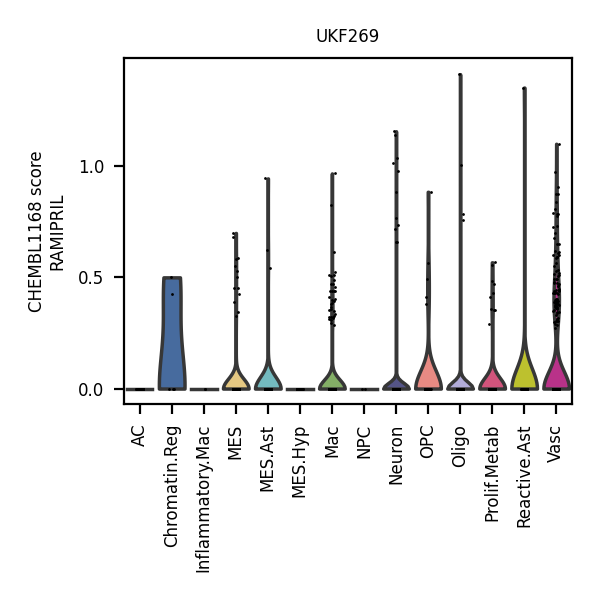 UKF269
CHEMBL1168 score
RAMIPRIL
1.0
0.5
0.0
AC
Chromatin.Reg
Inflammatory.Mac
MES
MES.Ast
MES.Hyp
Mac
NPC
Neuron
OPC
Oligo
Prolif.Metab
Reactive.Ast
Vasc